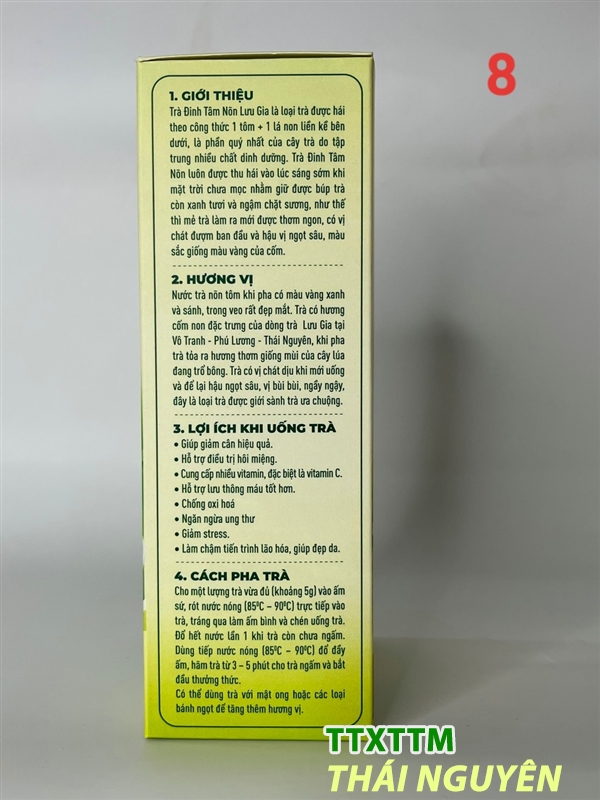 8
1. GIỚI THIỆU
Trà Đinh Tâm Nõn Lưu Gia là loại trà được hái
theo công thức 1 tôm + 1 lá non liền kề bên
dưới, là phần quý nhất của cây trà do tập
trung nhiều chất dinh dưỡng. Trà Đinh Tâm
Nõn luôn được thu hái vào lúc sáng sớm khi
mặt trời chưa mọc nhằm giữ được búp trà
còn xanh tươi và ngậm chặt sương, như thế
thì mẻ trà làm ra mới được thơm ngon, có vị
chát đượm ban đầu và hậu vị ngọt sâu, màu
sắc giống màu vàng của cốm.
2. HƯƠNG VỊ
Nước trà nõn tôm khi pha có màu vàng xanh
và sánh, trong veo rất đẹp mắt. Trà có hương
cốm non đặc trưng của dòng trà Lưu Gia tại
Vô Tranh - Phú Lương - Thái Nguyên, khi pha
trà tỏa ra hương thơm giống mùi của cây lúa
đang trổ bông. Trà có vị chát dịu khi mới uống
và để lại hậu ngọt sâu, vị bùi bùi, ngầy ngậy,
đây là loại trà được giới sành trà ưa chuộng.
3. LỢI ÍCH KHI UỐNG TRÀ
• Giúp giảm cân hiệu quả.
• Hỗ trợ điều trị hôi miệng.
• Cung cấp nhiều vitamin, đặc biệt là vitamin C.
• Hỗ trợ lưu thông máu tốt hơn.
• Chống oxi hoá
• Ngăn ngừa ung thư
• Giảm stress.
• Làm chậm tiến trình lão hóa, giúp đẹp da.
4. CÁCH PHA TRÀ
Cho một lượng trà vừa đủ (khoảng 5g) vào ấm
sứ, rót nước nóng (85⁰C – 90⁰C) trực tiếp vào
trà, tráng qua làm ấm bình và chén uống trà.
Đổ hết nước lần 1 khi trà còn chưa ngấm.
Dùng tiếp nước nóng (85⁰C – 90⁰C) đổ đầy
ấm, hãm trà từ 3 – 5 phút cho trà ngấm và bắt
đầu thưởng thức.
Có thể dùng trà với mật ong hoặc các loại
bánh ngọt để tăng thêm hương vị.
TTXTTM
THÁI NGUYÊN